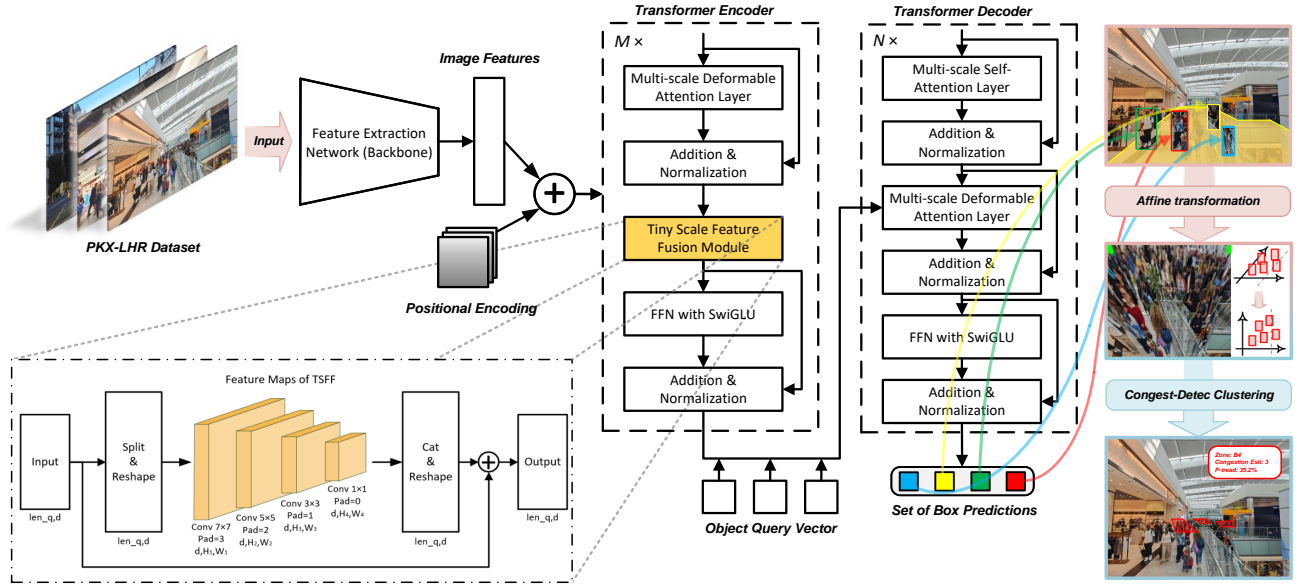 PKX-LHR Dataset
Input
Feature Extraction
Network (Backbone)
Image Features
Positional Encoding
Transformer Encoder
M ×
Multi-scale Deformable
Attention Layer
Addition &
Normalization
Tiny Scale Feature
Fusion Module
FFN with SwiGLU
Addition &
Normalization
Object Query Vector
Transformer Decoder
N ×
Multi-scale Self-
Attention Layer
Addition &
Normalization
Multi-scale Deformable
Attention Layer
Addition &
Normalization
FFN with SwiGLU
Addition &
Normalization
Set of Box Predictions
Affine transformation
Congest-Detec Clustering
Zone: B4
Congestion Esti: 3
P-tread: 35.2%
Feature Maps of TSFF
Input
len_q,d
Split
&
Reshape
len_q,d
Conv 7×7
Pad=3
d,H₁,W₁
Conv 5×5
Pad=2
d,H₂,W₂
Conv 3×3
Pad=1
d,H₃,W₃
Conv 1×1
Pad=0
d,H₄,W₄
Cat
&
Reshape
len_q,d
Output
len_q,d